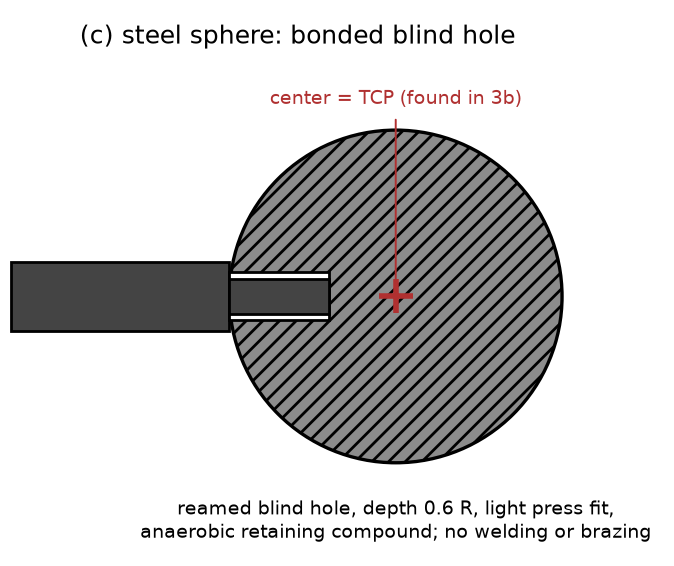 (c) steel sphere: bonded blind hole
center = TCP (found in 3b)
reamed blind hole, depth 0.6 R, light press fit,
anaerobic retaining compound; no welding or brazing